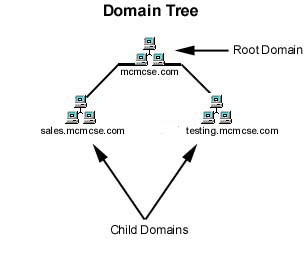 Domain Tree
Root Domain
mcmcse.com
sales.mcmcse.com
testing.mcmcse.com
Child Domains